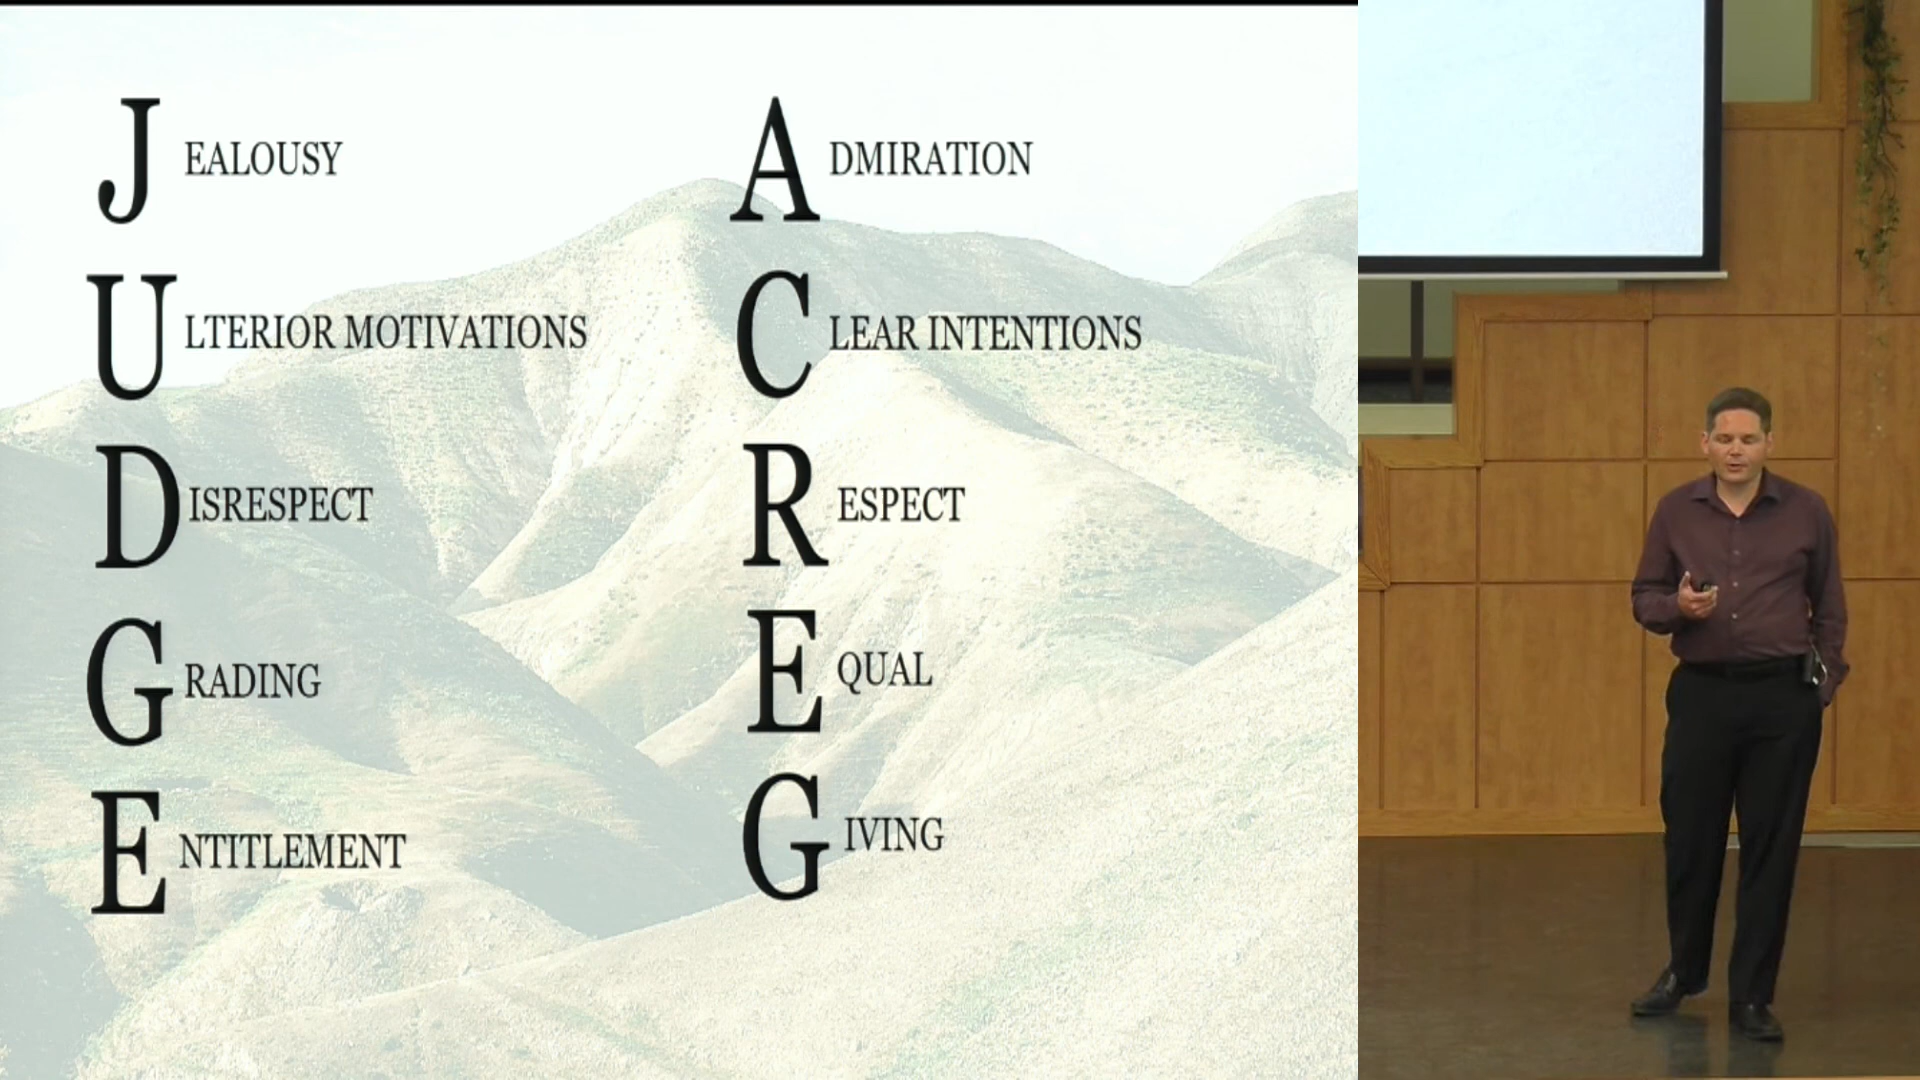 JEALOUSY
ULTERIOR MOTIVATIONS
DISRESPECT
GRADING
ENTITLEMENT
ADMIRATION
CLEAR INTENTIONS
RESPECT
EQUAL
GIVING